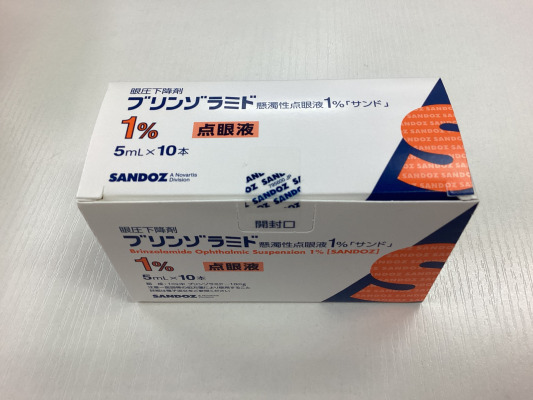 眼圧下降剤
ブリンゾラミド懸濁性点眼液1%「サンド」
1% 点眼液
5mL×10本
SANDOZ A Novartis Division
SANDOZ
開封口
眼圧下降剤
ブリンゾラミド懸濁性点眼液1%「サンド」
Brinzolamide Ophthalmic Suspension 1% [SANDOZ]
1% 点眼液
5mL×10本
SANDOZ A Novartis Division